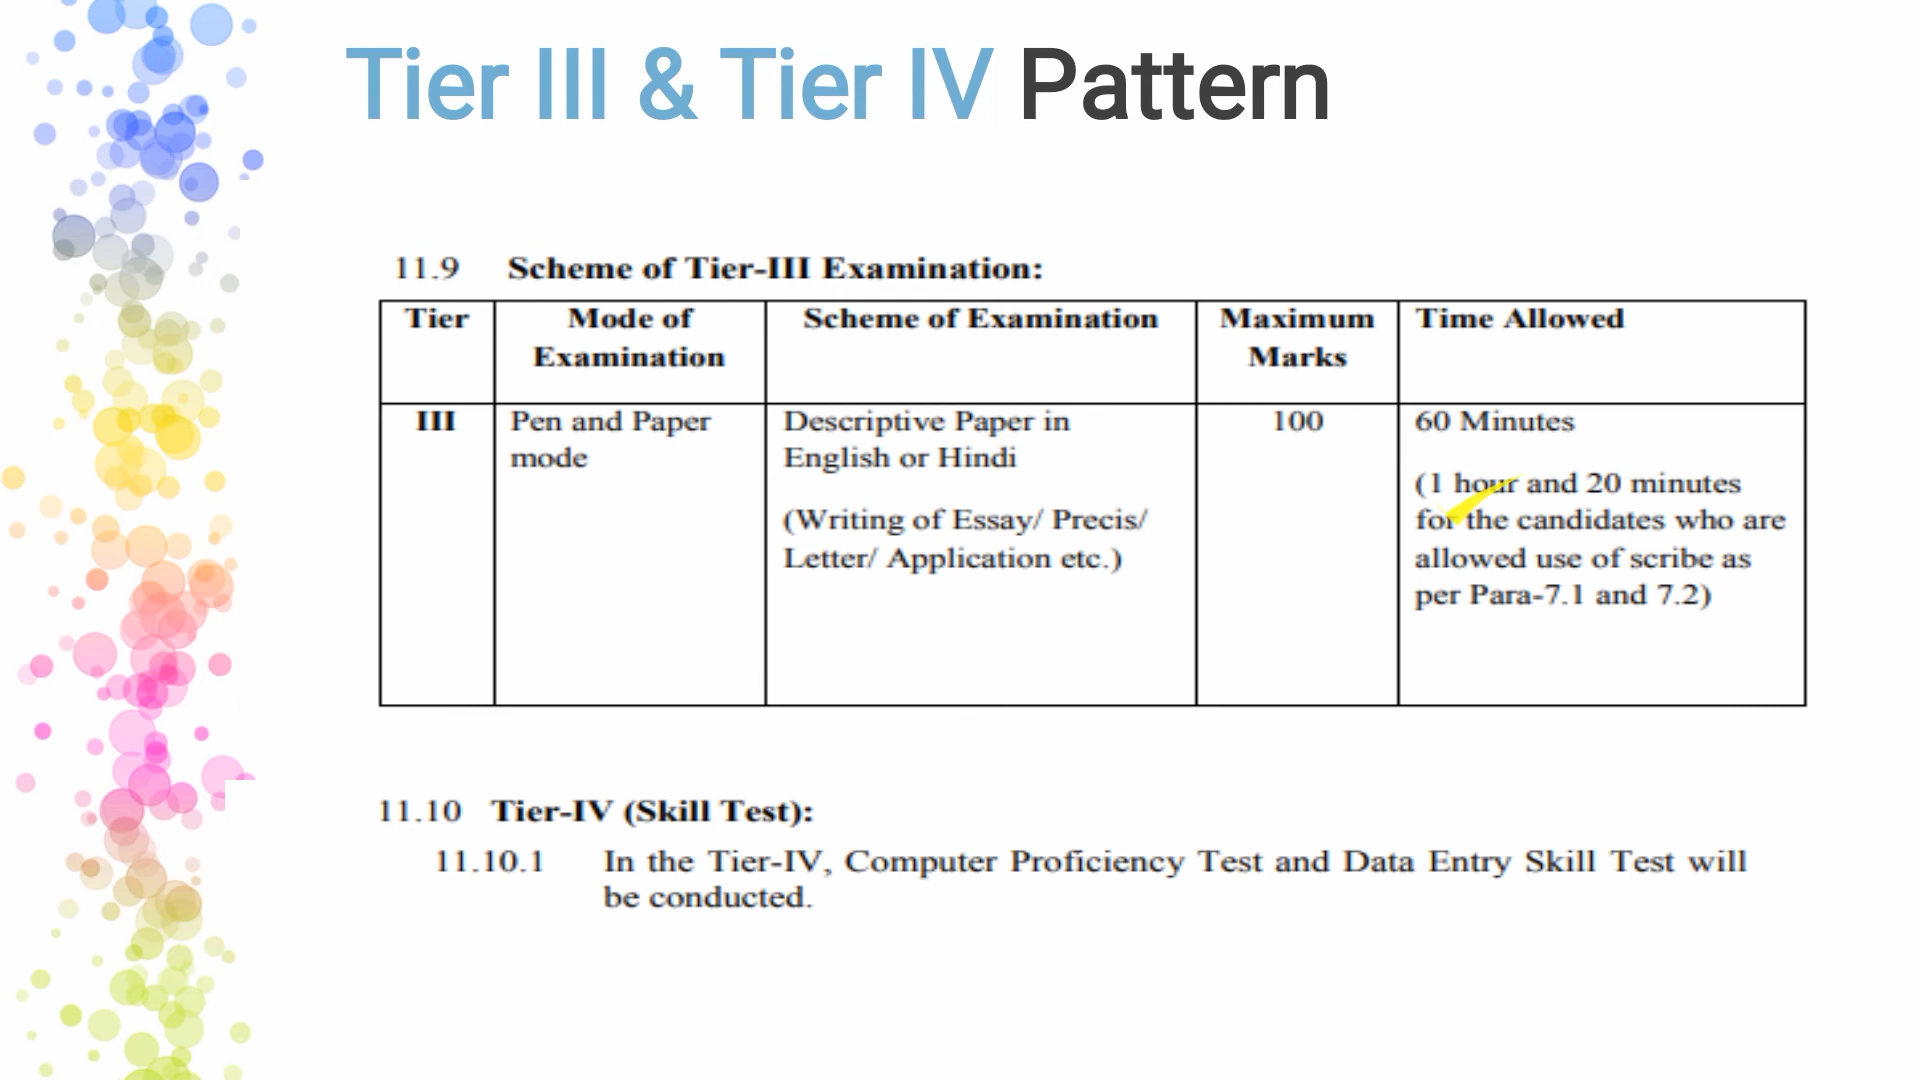 Tier III & Tier IV Pattern
11.9 Scheme of Tier-III Examination:
Tier
Mode of
Examination
Scheme of Examination
Maximum
Marks
Time Allowed
III
Pen and Paper
mode
Descriptive Paper in
English or Hindi
(Writing of Essay/ Precis/
Letter/ Application etc.)
100
60 Minutes
(1 hour and 20 minutes
for the candidates who are
allowed use of scribe as
per Para-7.1 and 7.2)
11.10 Tier-IV (Skill Test):
11.10.1 In the Tier-IV, Computer Proficiency Test and Data Entry Skill Test will
be conducted.